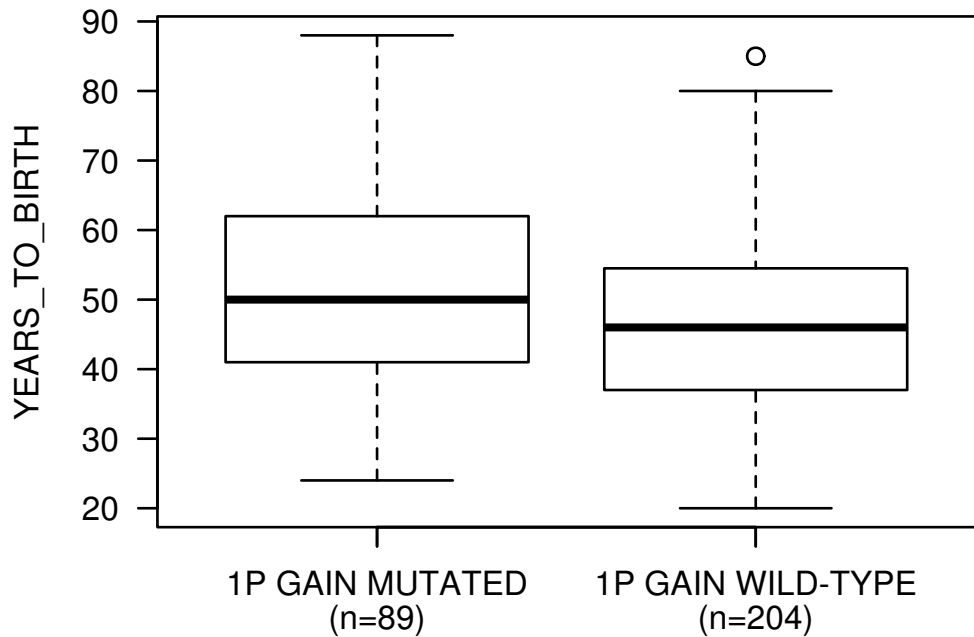 YEARS_TO_BIRTH
90
80
70
60
50
40
30
20
1P GAIN MUTATED
(n=89)
1P GAIN WILD-TYPE
(n=204)